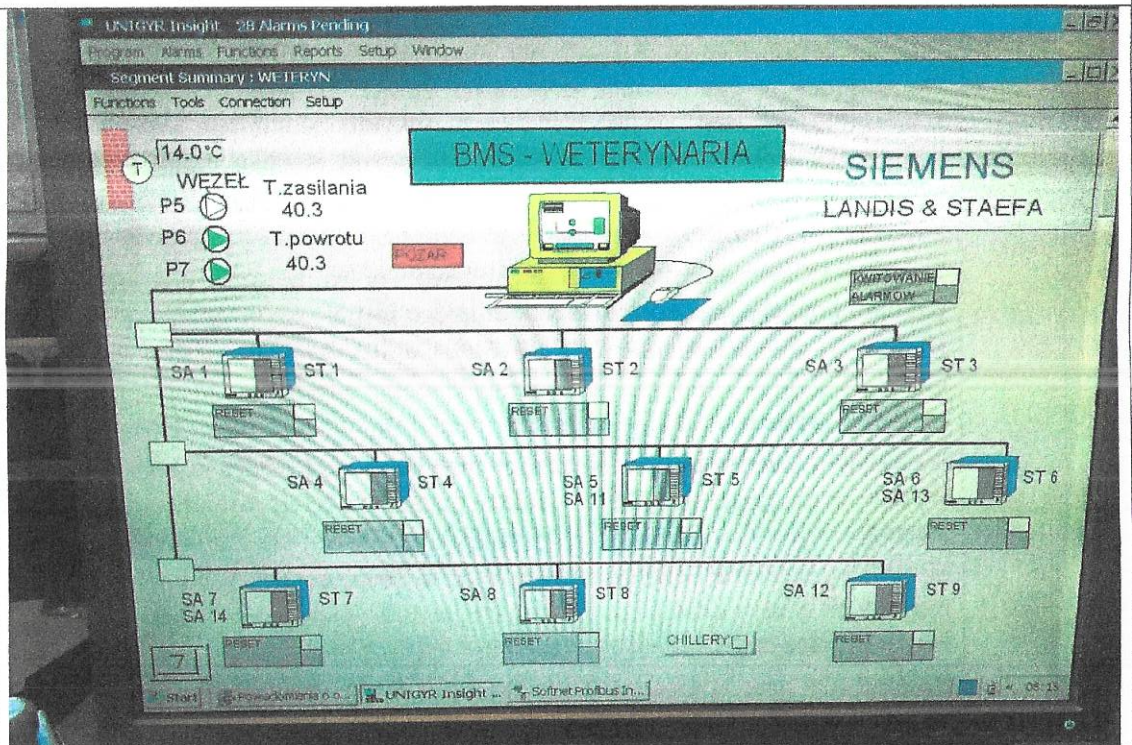 UNIGYR Insight 28 Alarms Pending
Program Alarms Functions Reports Setup Window
Segment Summary : WETERYN
Functions Tools Connection Setup
14.0°C
T
BMS - WETERYNARIA
SIEMENS
LANDIS & STAEFA
WĘZEŁ
P5
P6
P7
T.zasilania
40.3
T.powrotu
40.3
POŻAR
KWITOWANIE
ALARMÓW
SA 1 ST 1
RESET
SA 2 ST 2
RESET
SA 3 ST 3
RESET
SA 4 ST 4
RESET
SA 5
SA 11
ST 5
RESET
SA 6
SA 13
ST 6
RESET
SA 7
SA 14
ST 7
RESET
SA 8 ST 8
RESET
CHILLERY
SA 12 ST 9
RESET
7
Start
UNIGYR Insight ...
Softnet Profibus In...